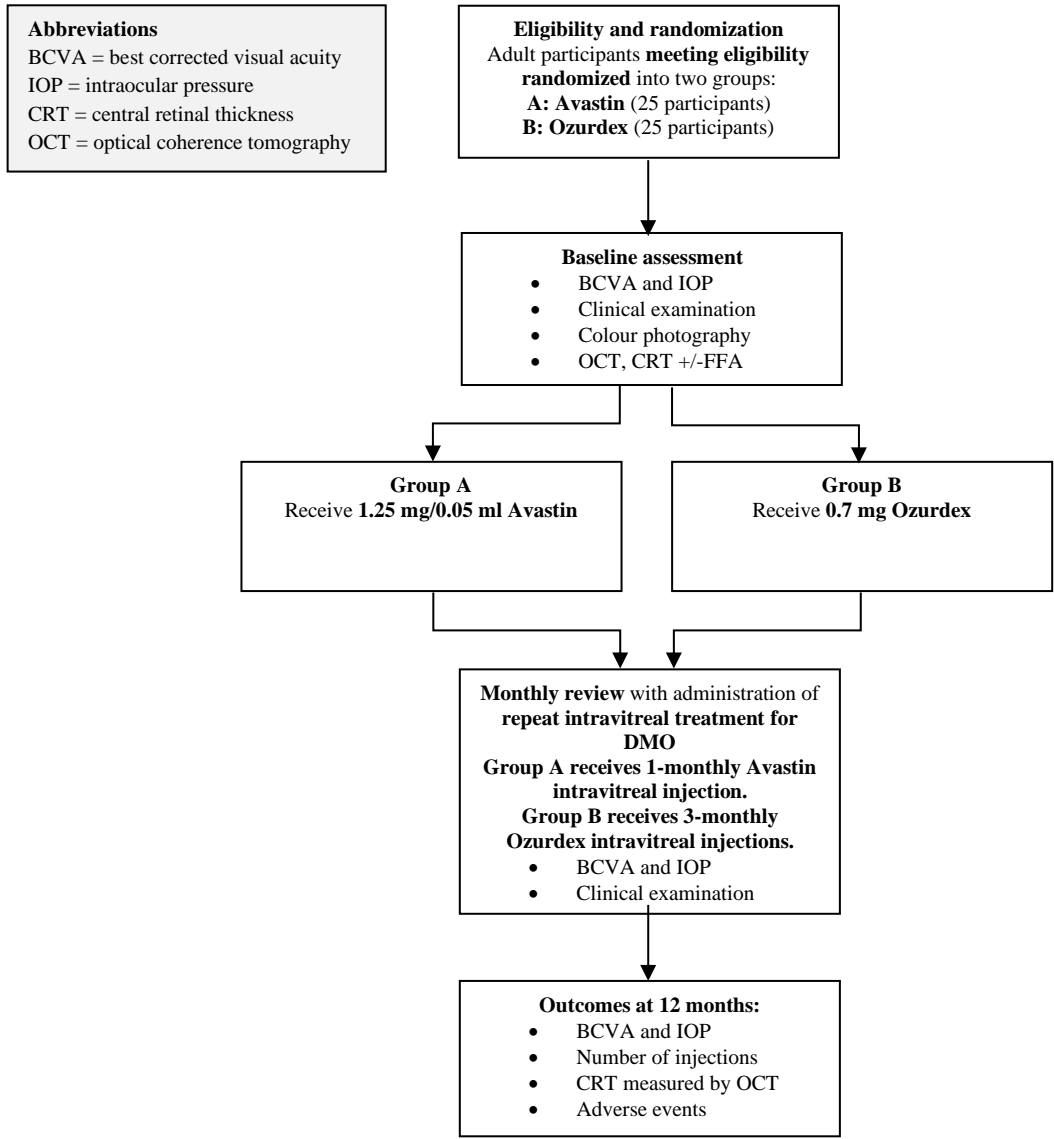 Abbreviations
BCVA = best corrected visual acuity
IOP = intraocular pressure
CRT = central retinal thickness
OCT = optical coherence tomography
Eligibility and randomization
Adult participants meeting eligibility
randomized into two groups:
A: Avastin (25 participants)
B: Ozurdex (25 participants)
Baseline assessment
• BCVA and IOP
• Clinical examination
• Colour photography
• OCT, CRT +/-FFA
Group A
Receive 1.25 mg/0.05 ml Avastin
Group B
Receive 0.7 mg Ozurdex
Monthly review with administration of
repeat intravitreal treatment for
DMO
Group A receives 1-monthly Avastin
intravitreal injection.
Group B receives 3-monthly
Ozurdex intravitreal injections.
• BCVA and IOP
• Clinical examination
Outcomes at 12 months:
• BCVA and IOP
• Number of injections
• CRT measured by OCT
• Adverse events